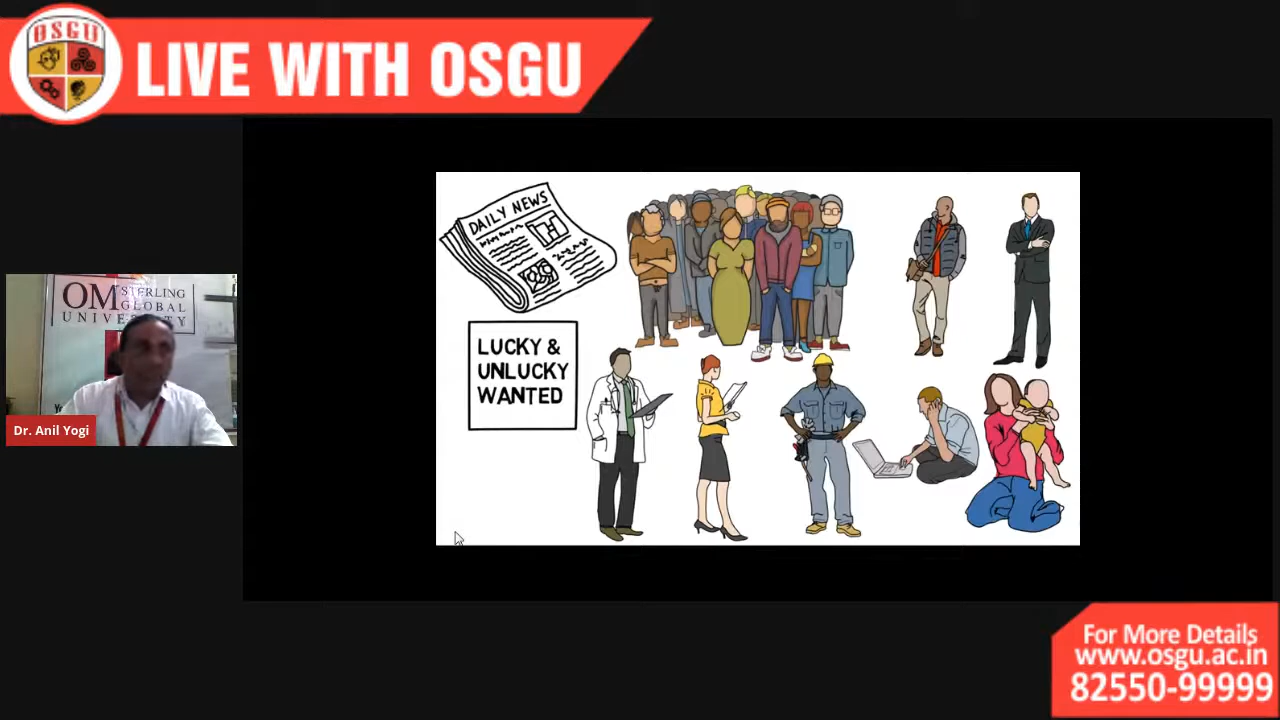 OSGU
LIVE WITH OSGU
DAILY NEWS
LUCKY &
UNLUCKY
WANTED
OM STERLING
GLOBAL
UNIVERSITY
Dr. Anil Yogi
For More Details
www.osgu.ac.in
82550-99999